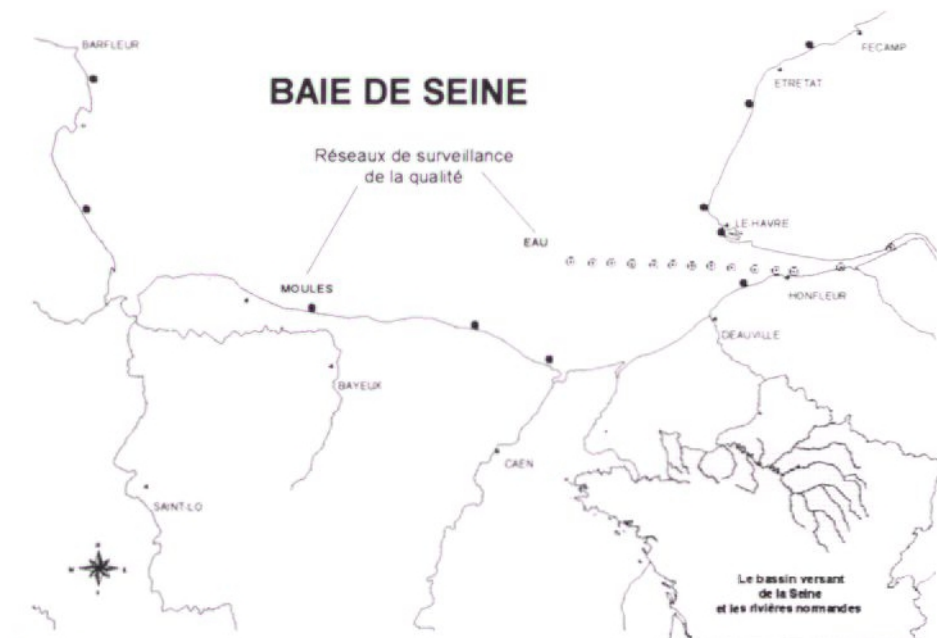 BARFLEUR
FECAMP
ETRETAT
BAIE DE SEINE
Réseaux de surveillance
de la qualité
LE HAVRE
EAU
MOULES
HONFLEUR
DEAUVILLE
BAYEUX
CAEN
SAINT-LO
Le bassin versant
de la Seine
et les rivières normandes